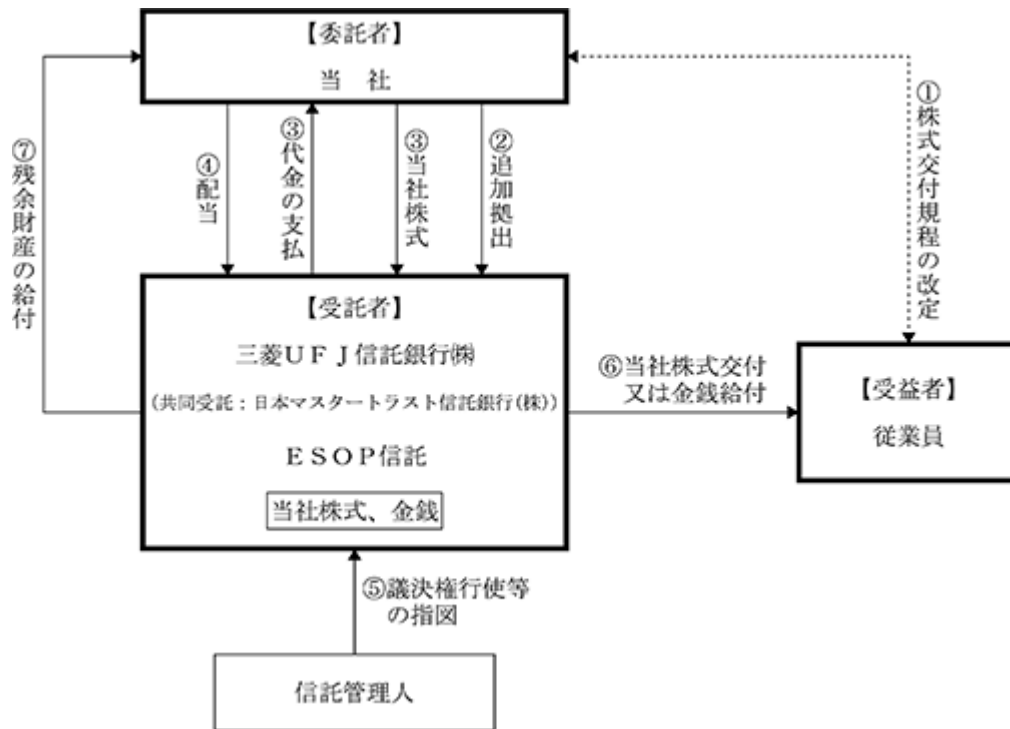 【委託者】
当 社
①株式交付規程の改定
②追加拠出
③当社株式
③代金の支払
④配当
⑦残余財産の給付
【受託者】
三菱ＵＦＪ信託銀行㈱
(共同受託：日本マスタートラスト信託銀行(株))
ＥＳＯＰ信託
当社株式、金銭
⑥当社株式交付
又は金銭給付
【受益者】
従業員
⑤議決権行使等
の指図
信託管理人